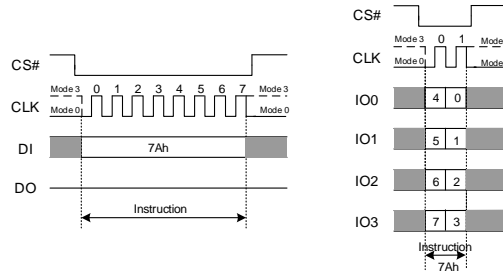 CS#
Mode 3 0 1 2 3 4 5 6 7 Mode 3
CLK Mode 0 Mode 0
DI 7Ah
DO
Instruction
CS#
Mode 3 0 1 Mode
CLK Mode 0 Mode
IO0 4 0
IO1 5 1
IO2 6 2
IO3 7 3
Instruction
7Ah